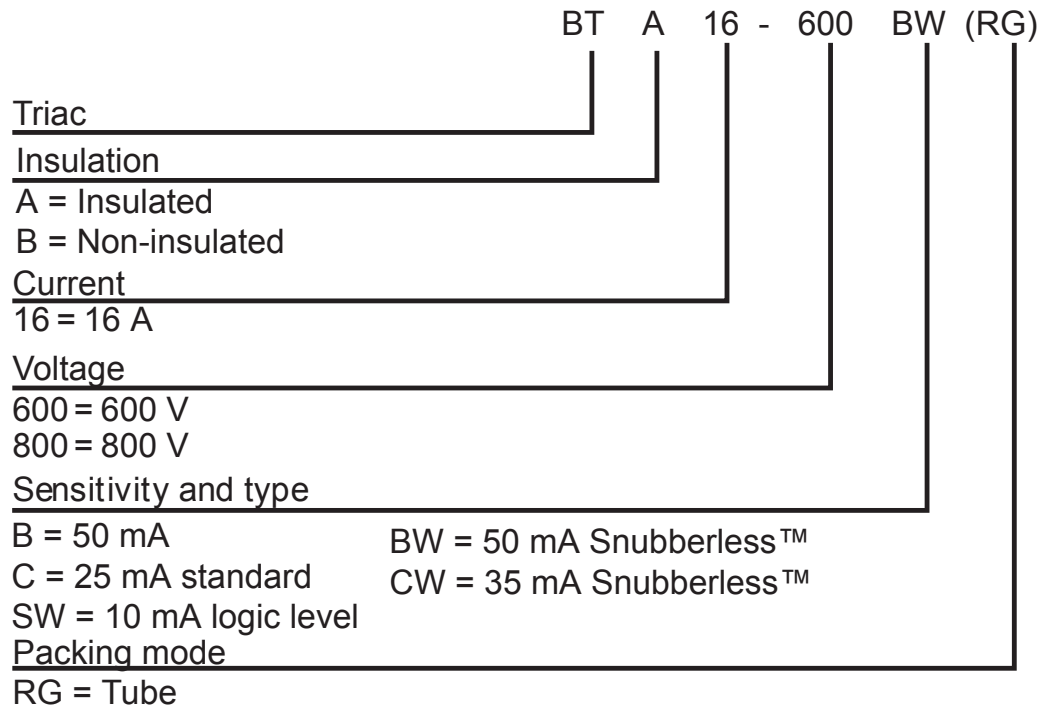 BT A 16 - 600 BW (RG)
Triac
Insulation
A = Insulated
B = Non-insulated
Current
16 = 16 A
Voltage
600 = 600 V
800 = 800 V
Sensitivity and type
B = 50 mA BW = 50 mA Snubberless™
C = 25 mA standard CW = 35 mA Snubberless™
SW = 10 mA logic level
Packing mode
RG = Tube